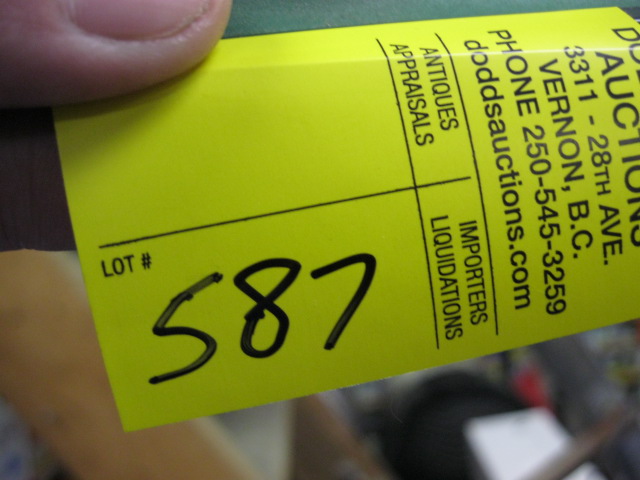 AUCTIONS
3311 - 28TH AVE.
VERNON, B.C.
PHONE 250-545-3259
doddsauctions.com
ANTIQUES
APPRAISALS
IMPORTERS
LIQUIDATIONS
LOT #
587